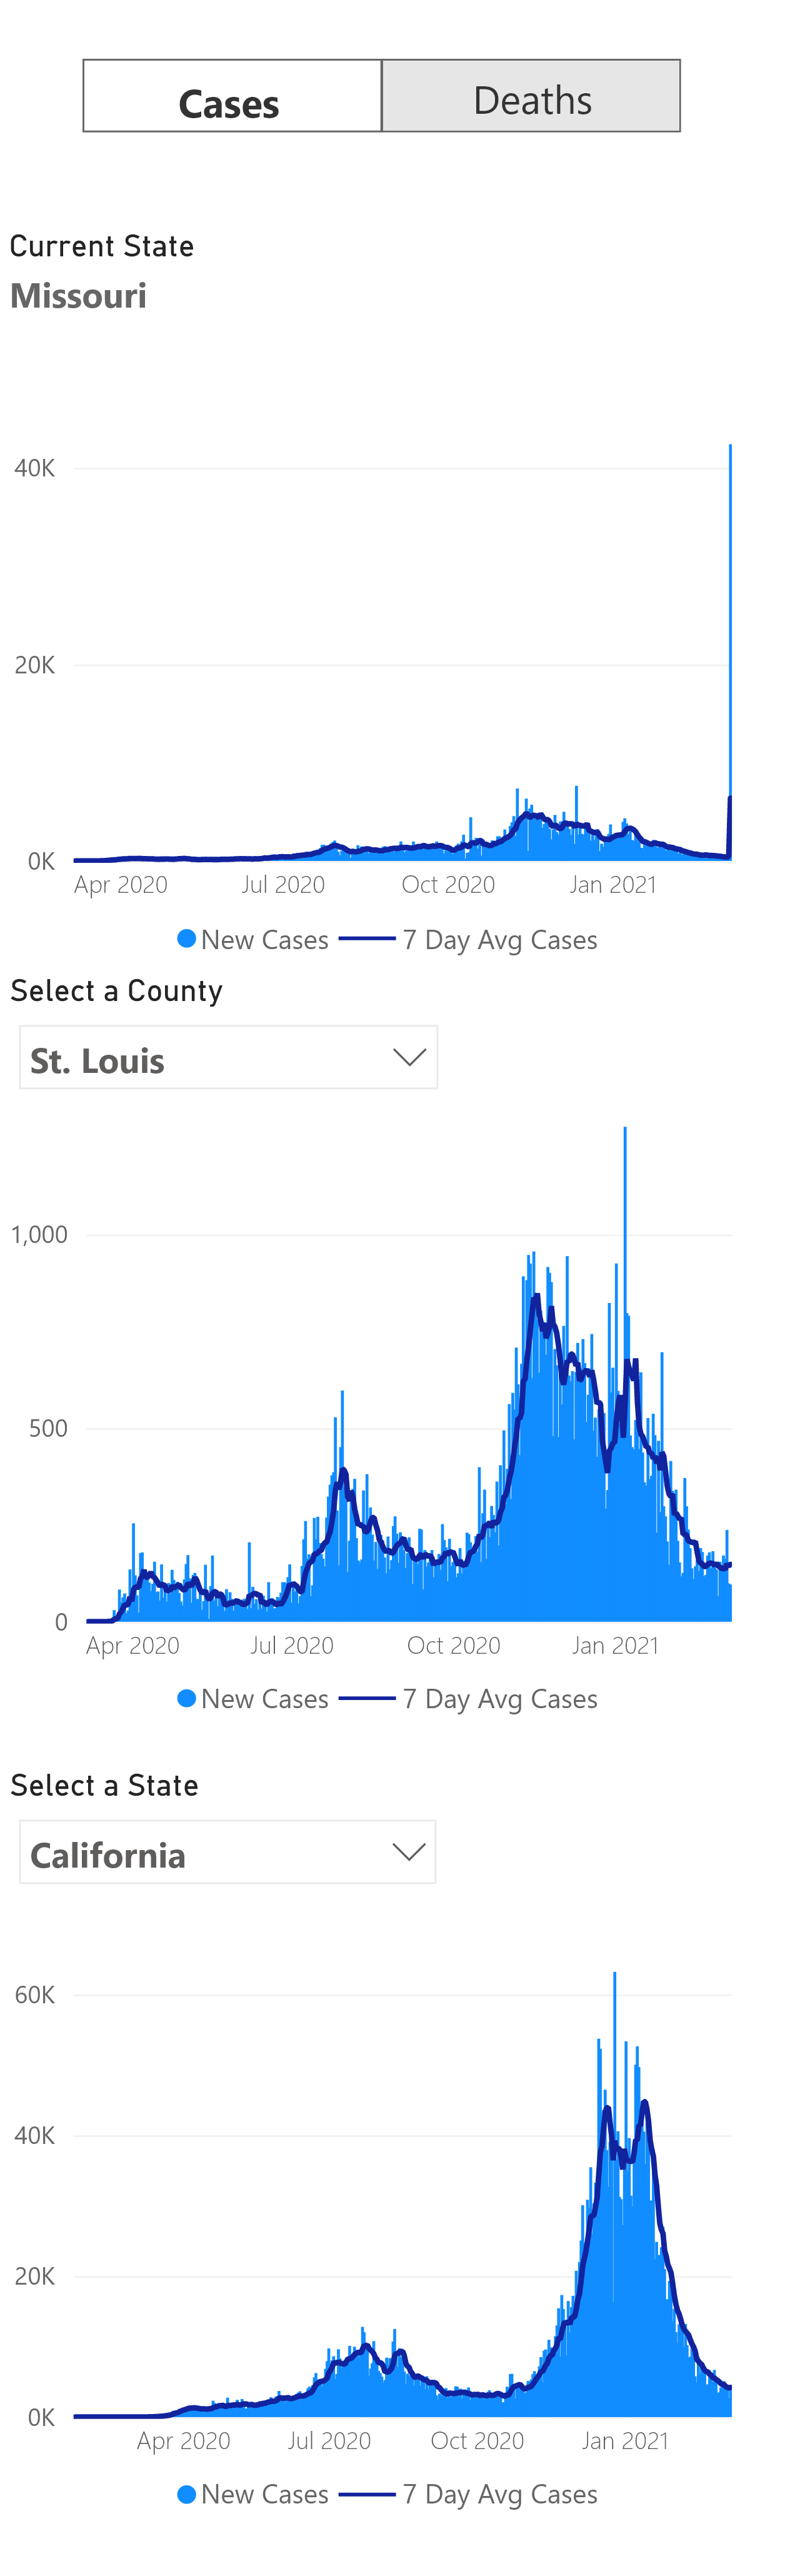 Cases Deaths
Current State
Missouri
40K
20K
0K
Apr 2020 Jul 2020 Oct 2020 Jan 2021
New Cases 7 Day Avg Cases
Select a County
St. Louis
1,000
500
0
Apr 2020 Jul 2020 Oct 2020 Jan 2021
New Cases 7 Day Avg Cases
Select a State
California
60K
40K
20K
0K
Apr 2020 Jul 2020 Oct 2020 Jan 2021
New Cases 7 Day Avg Cases